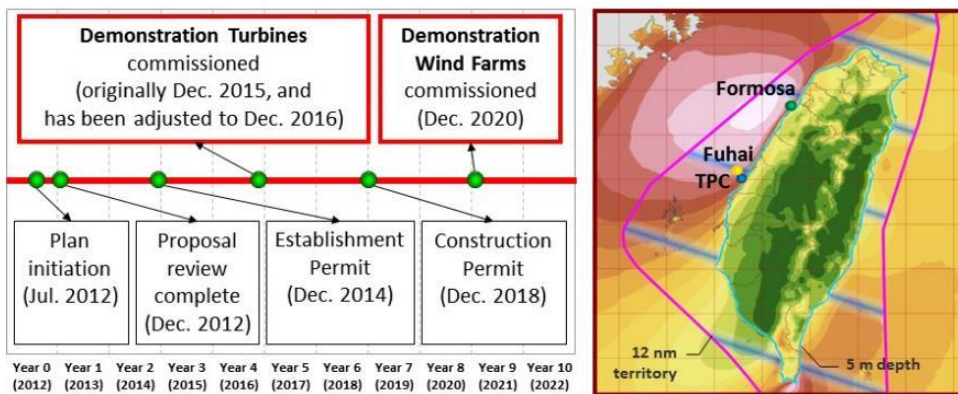 Demonstration Turbines
commissioned
(originally Dec. 2015, and
has been adjusted to Dec. 2016)
Demonstration
Wind Farms
commissioned
(Dec. 2020)
Plan
initiation
(Jul. 2012)
Proposal
review
complete
(Dec. 2012)
Establishment
Permit
(Dec. 2014)
Construction
Permit
(Dec. 2018)
Year 0 Year 1 Year 2 Year 3 Year 4 Year 5 Year 6 Year 7 Year 8 Year 9 Year 10
(2012) (2013) (2014) (2015) (2016) (2017) (2018) (2019) (2020) (2021) (2022)
Formosa
Fuhai
TPC
12 nm
territory
5 m depth